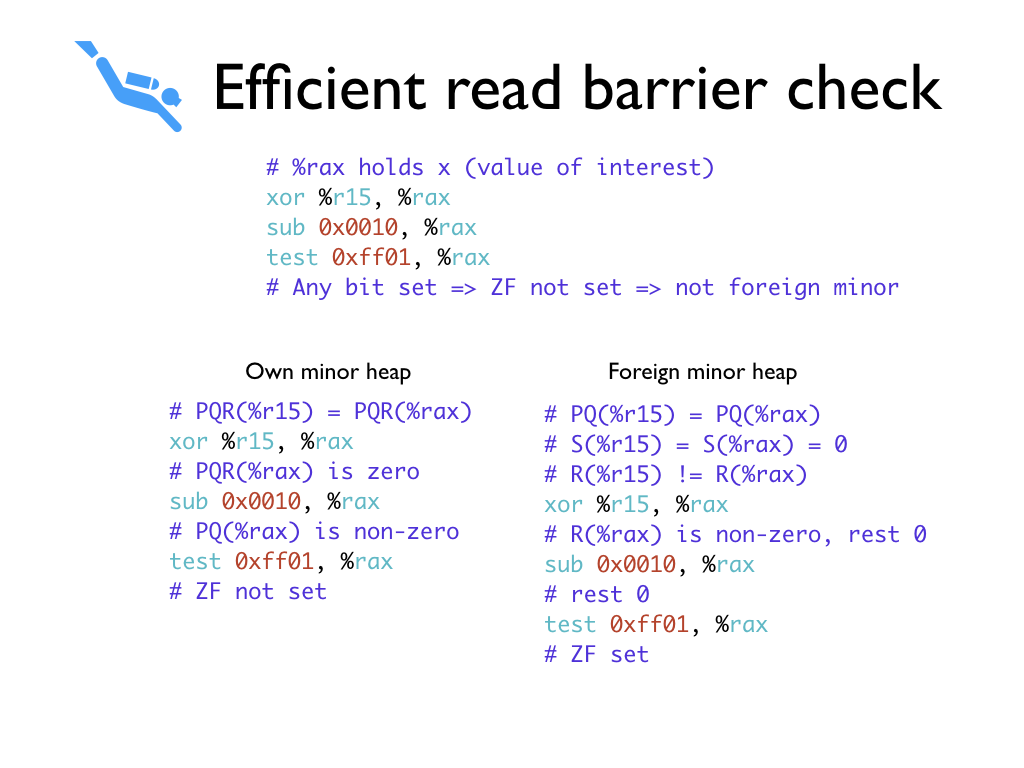 Efficient read barrier check
# %rax holds x (value of interest)
xor %r15, %rax
sub 0x0010, %rax
test 0xff01, %rax
# Any bit set => ZF not set => not foreign minor
Own minor heap
# PQR(%r15) = PQR(%rax)
xor %r15, %rax
# PQR(%rax) is zero
sub 0x0010, %rax
# PQ(%rax) is non-zero
test 0xff01, %rax
# ZF not set
Foreign minor heap
# PQ(%r15) = PQ(%rax)
# S(%r15) = S(%rax) = 0
# R(%r15) != R(%rax)
xor %r15, %rax
# R(%rax) is non-zero, rest 0
sub 0x0010, %rax
# rest 0
test 0xff01, %rax
# ZF set